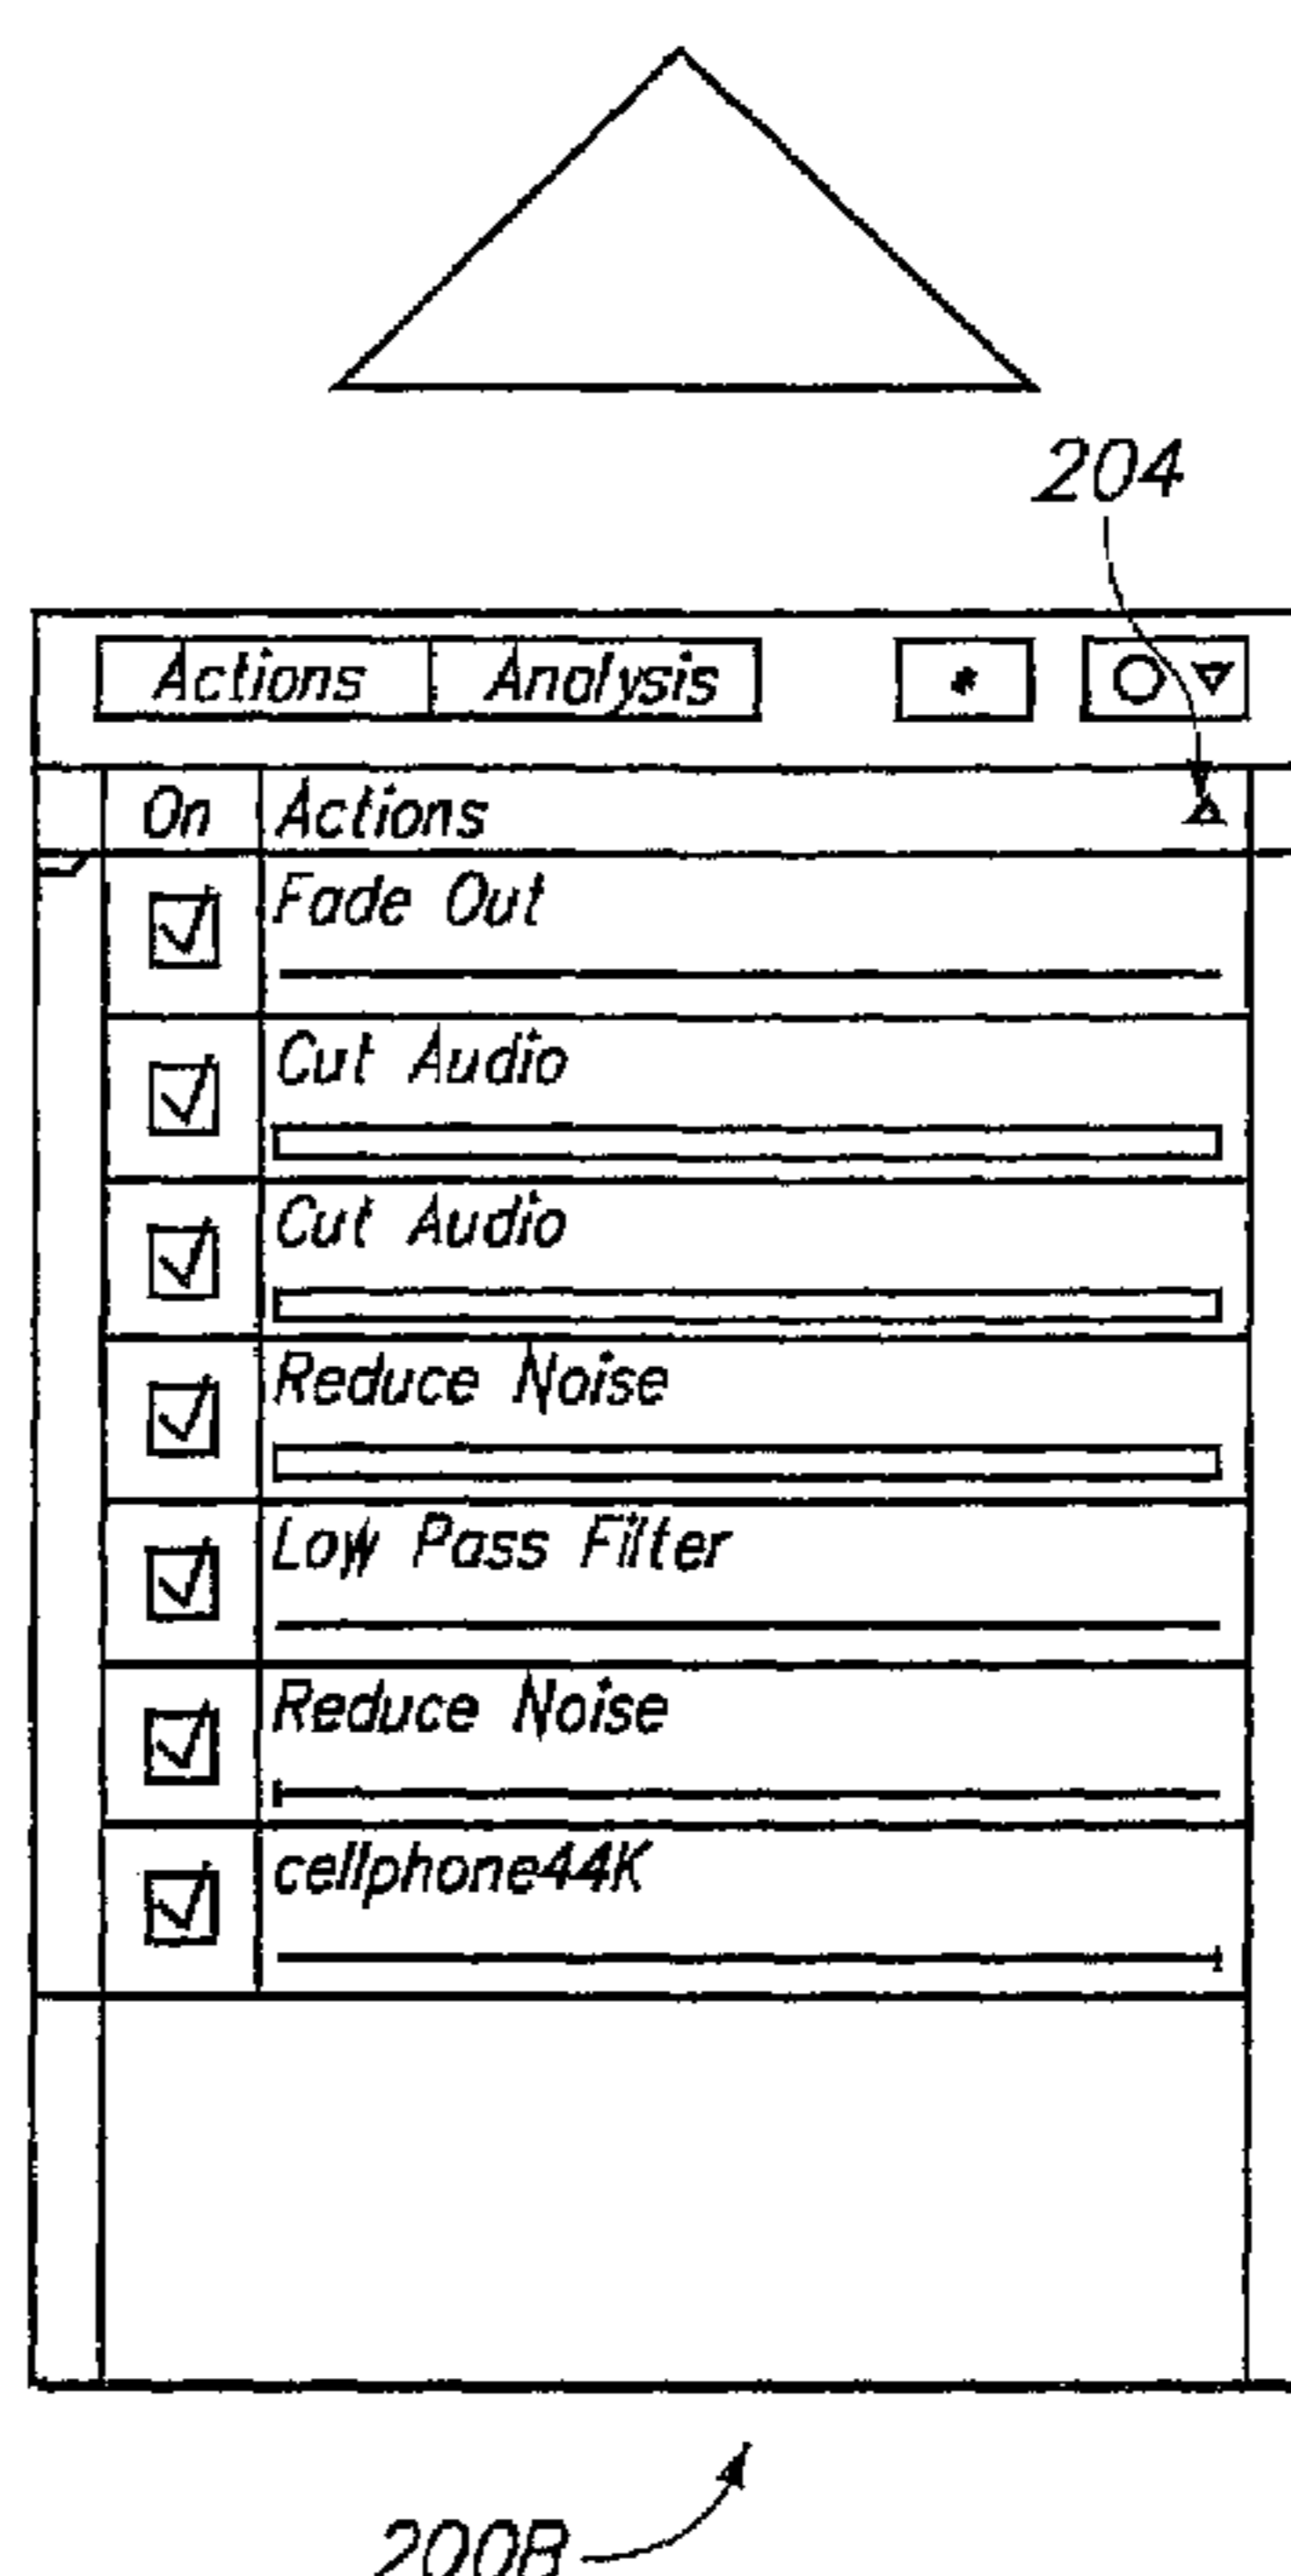 204
Actions Analysis
On Actions
Fade Out
Cut Audio
Cut Audio
Reduce Noise
Low Pass Filter
Reduce Noise
cellphone44K
200B